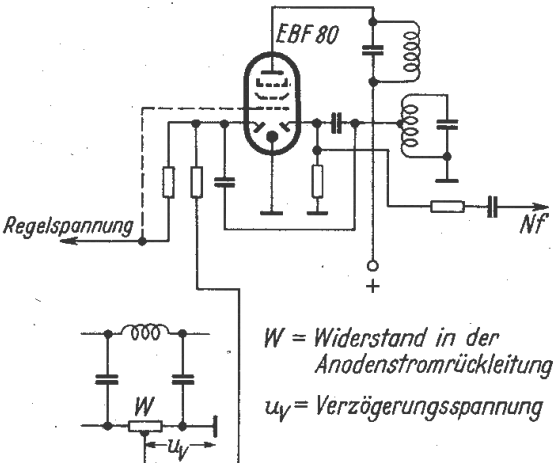 EBF 80
Regelspannung
Nf
+
W = Widerstand in der
Anodenstromrückleitung
W
uV
uV = Verzögerungsspannung